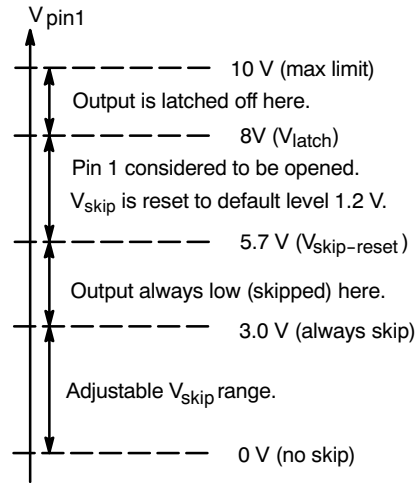 Vpin1
10 V (max limit)
Output is latched off here.
8V (Vlatch)
Pin 1 considered to be opened.
Vskip is reset to default level 1.2 V.
5.7 V (Vskip−reset)
Output always low (skipped) here.
3.0 V (always skip)
Adjustable Vskip range.
0 V (no skip)